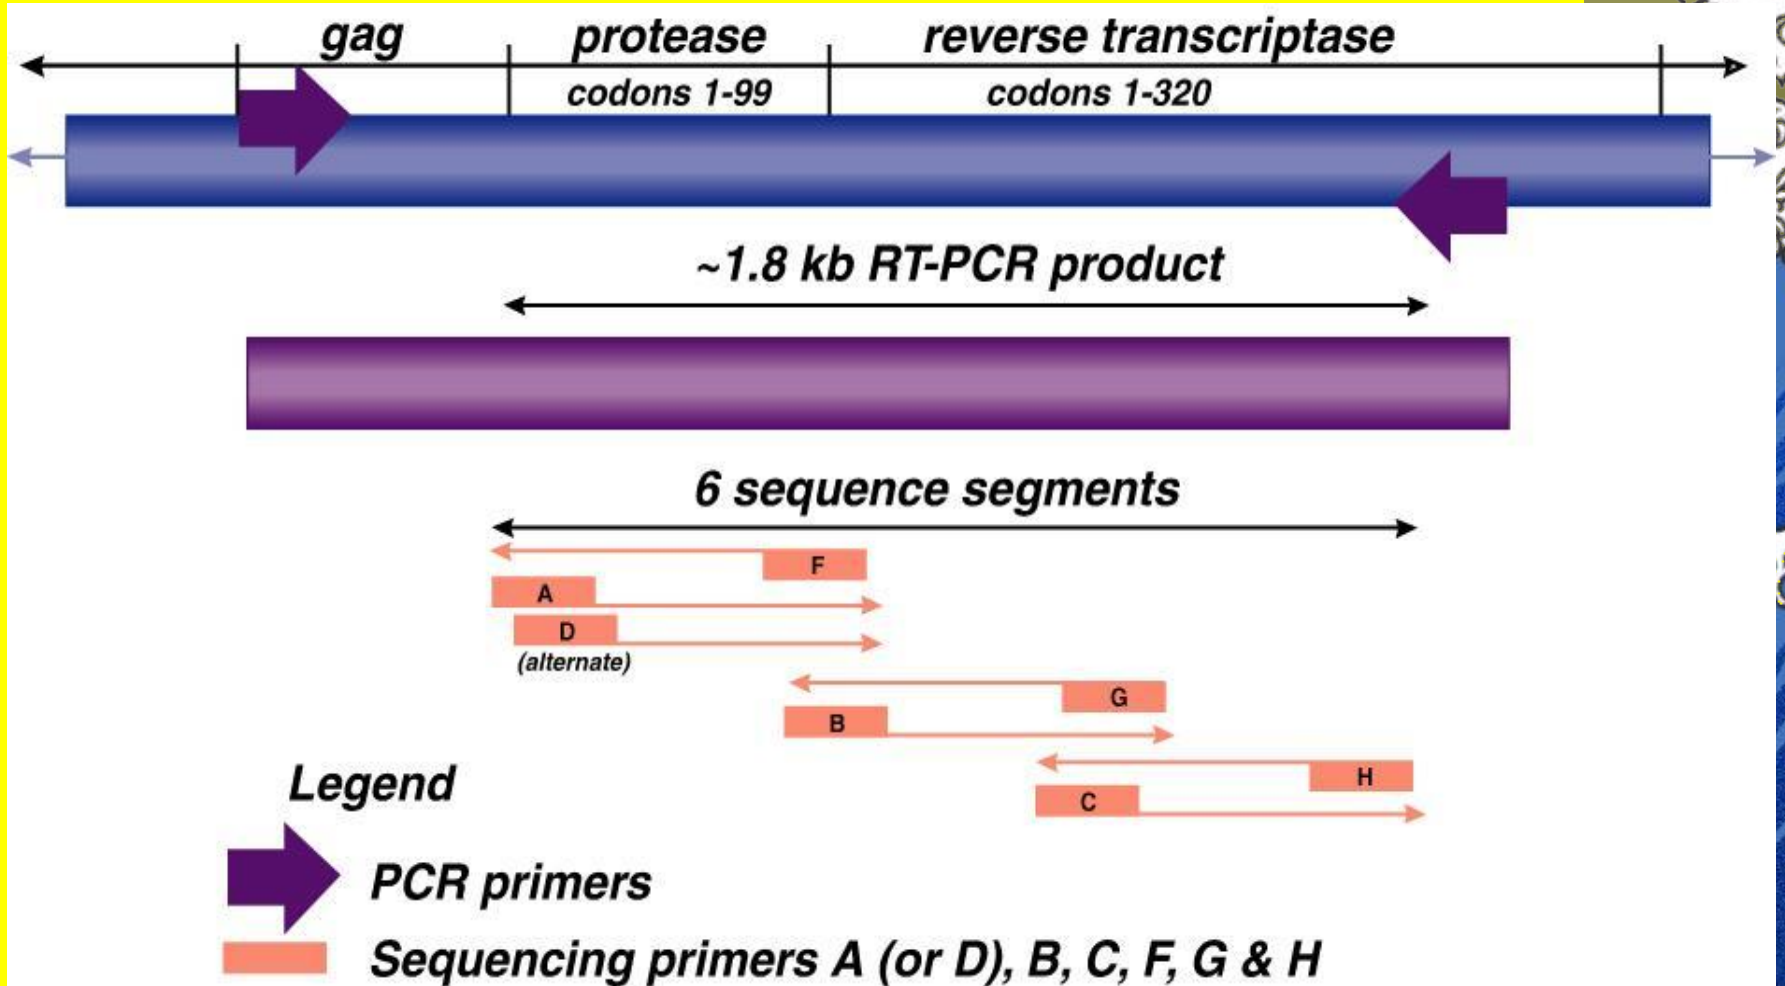 gag protease reverse transcriptase
codons 1-99 codons 1-320
~1.8 kb RT-PCR product
6 sequence segments
F
A
D
(alternate)
G
B
H
C
Legend
PCR primers
Sequencing primers A (or D), B, C, F, G & H